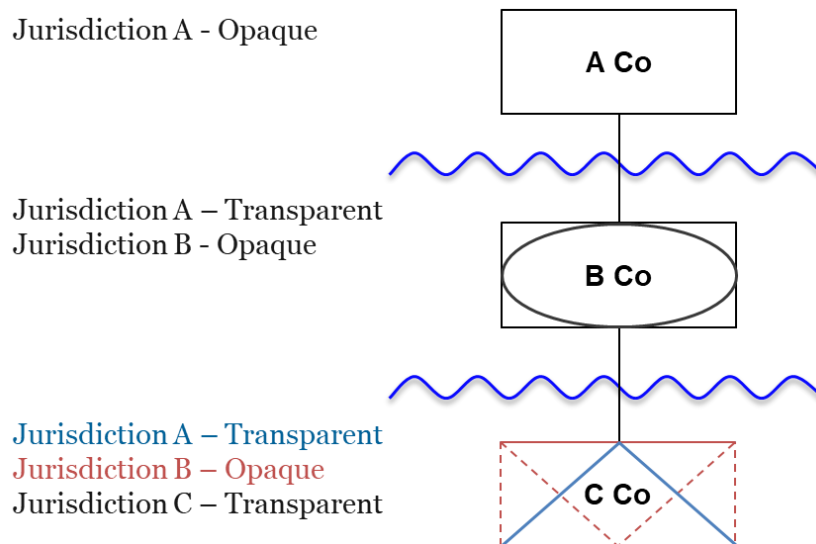 Jurisdiction A - Opaque
A Co
Jurisdiction A – Transparent
Jurisdiction B - Opaque
B Co
Jurisdiction A – Transparent
Jurisdiction B – Opaque
Jurisdiction C – Transparent
C Co